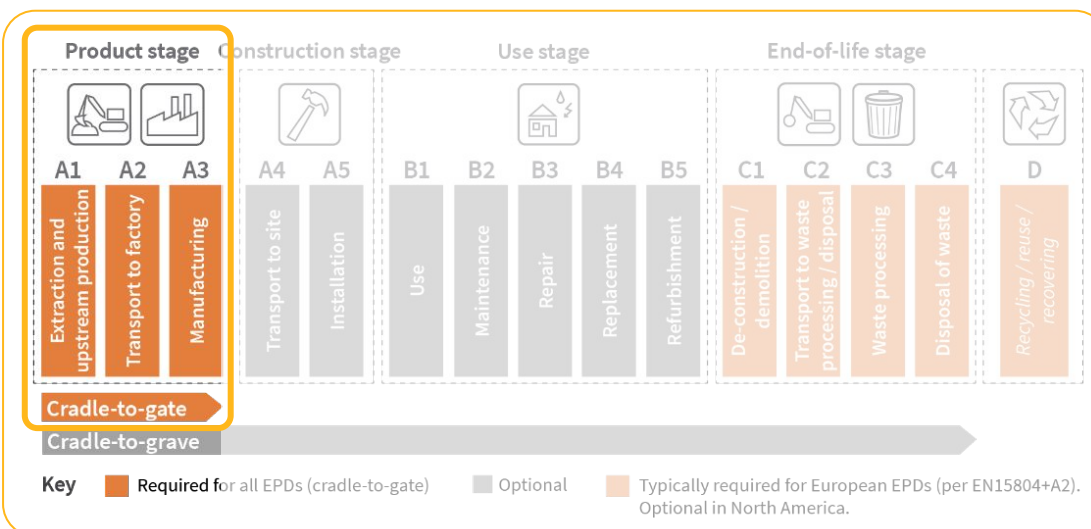 Product stage
Construction stage
Use stage
End-of-life stage
A1
A2
A3
A4
A5
B1
B2
B3
B4
B5
C1
C2
C3
C4
D
Extraction and
upstream production
Transport to factory
Manufacturing
Transport to site
Installation
Use
Maintenance
Repair
Replacement
Refurbishment
De-construction /
demolition
Transport to waste
processing / disposal
Waste processing
Disposal of waste
Recycling / reuse /
recovering
Cradle-to-gate
Cradle-to-grave
Key
Required for all EPDs (cradle-to-gate)
Optional
Typically required for European EPDs (per EN15804+A2).
Optional in North America.